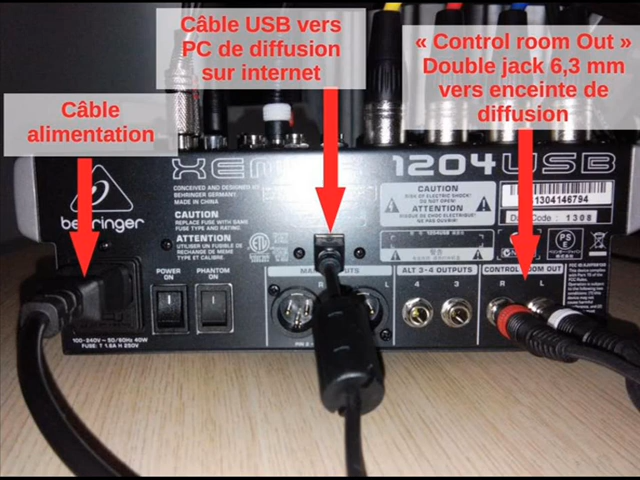 Câble USB vers
PC de diffusion
sur internet
« Control room Out »
Double jack 6,3 mm
vers enceinte de
diffusion
Câble
alimentation
XEN
1204USB
behringer
CONCEIVED AND DESIGNED BY
BEHRINGER GERMANY.
MADE IN CHINA
CAUTION
REPLACE FUSE WITH SAME
FUSE TYPE AND RATING.
ATTENTION
UTILISER UN FUSIBLE DE
RECHANGE DE MÊME
TYPE ET CALIBRE.
CAUTION
RISK OF ELECTRIC SHOCK!
DO NOT OPEN!
ATTENTION
RISQUE DE CHOC ELECTRIQUE!
NE PAS OUVRIR!
1304146794
Code : 1308
POWER
ON
PHANTOM
ON
ALT 3-4 OUTPUTS
4 3
CONTROL ROOM OUT
R L
L
100-240V~ 50/60Hz 40W
FUSE: T 1.6A H 250V